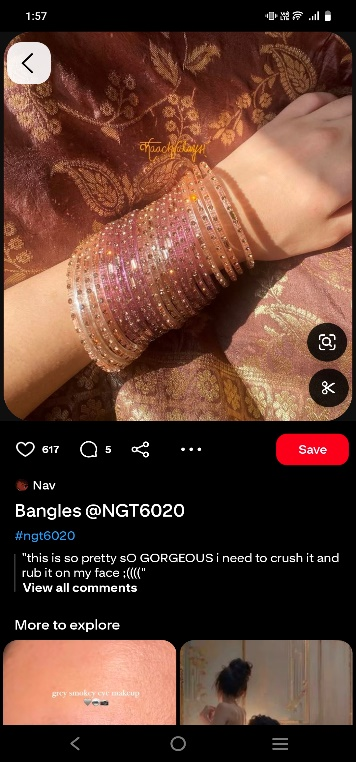 1:57
617
5
Save
Nav
Bangles @NGT6020
#ngt6020
"this is so pretty sO GORGEOUS i need to crush it and
rub it on my face ;(((("
View all comments
More to explore
grey smokey eye makeup